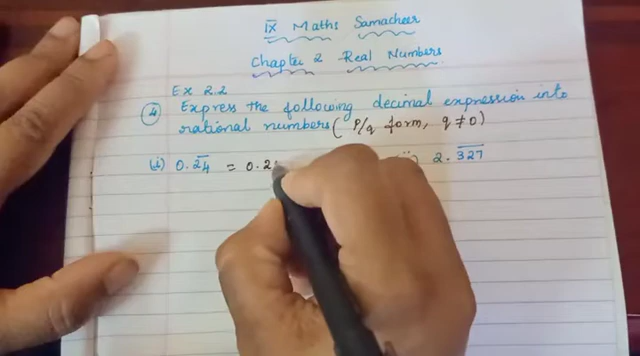 IX Maths Samacheer
Chapter 2 Real Numbers
Ex 2.2
4 Express the following decimal expression into
rational numbers (P/q form, q ≠ 0)
(i) 0.2̅4̅ = 0.2 (ii) 2.3̅2̅7̅